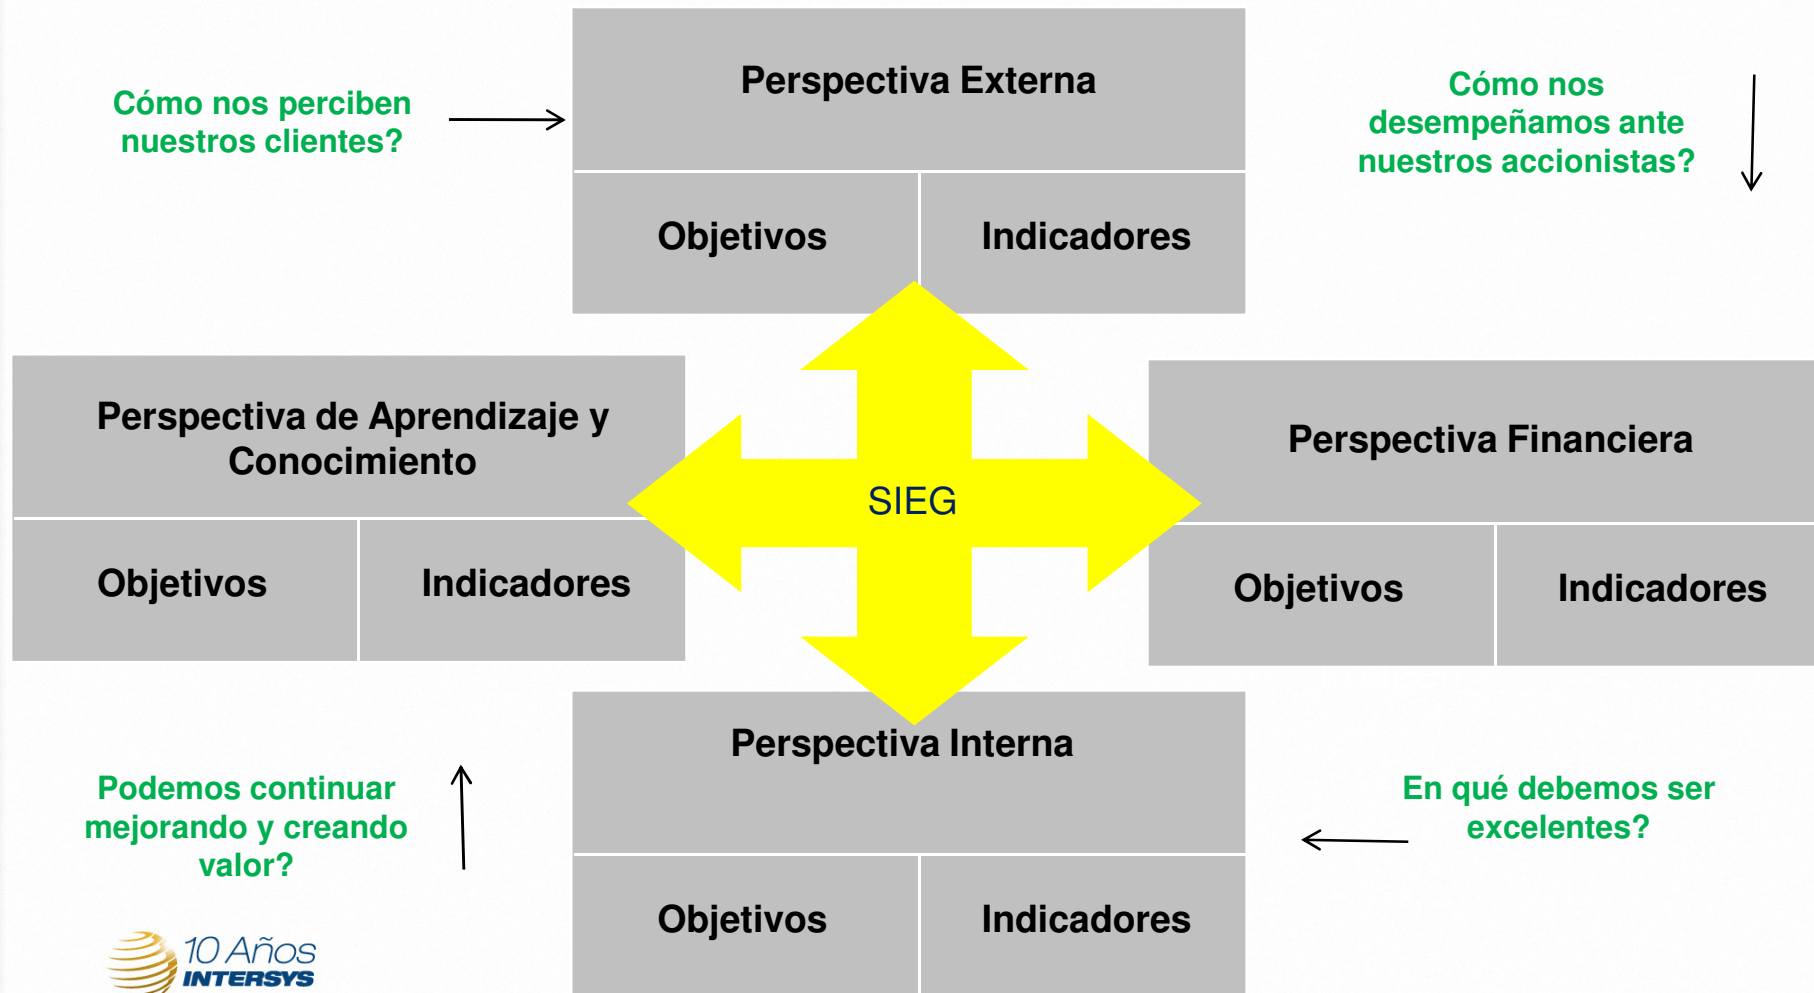 Perspectiva Externa
Cómo nos perciben
nuestros clientes?
Cómo nos
desempeñamos ante
nuestros accionistas?
Objetivos
Indicadores
Perspectiva de Aprendizaje y
Conocimiento
Perspectiva Financiera
SIEG
Objetivos
Indicadores
Objetivos
Indicadores
Perspectiva Interna
Podemos continuar
mejorando y creando
valor?
En qué debemos ser
excelentes?
Objetivos
Indicadores
10 Años
INTERSYS